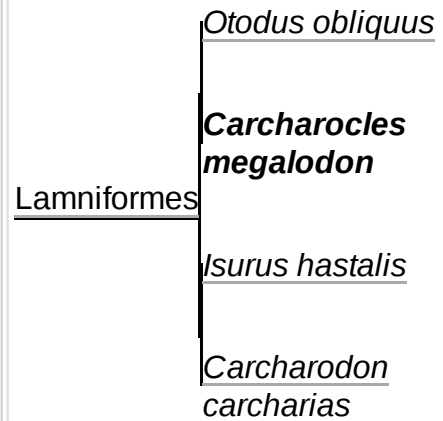 Otodus obliquus
Carcharocles
megalodon
Lamniformes
Isurus hastalis
Carcharodon
carcharias